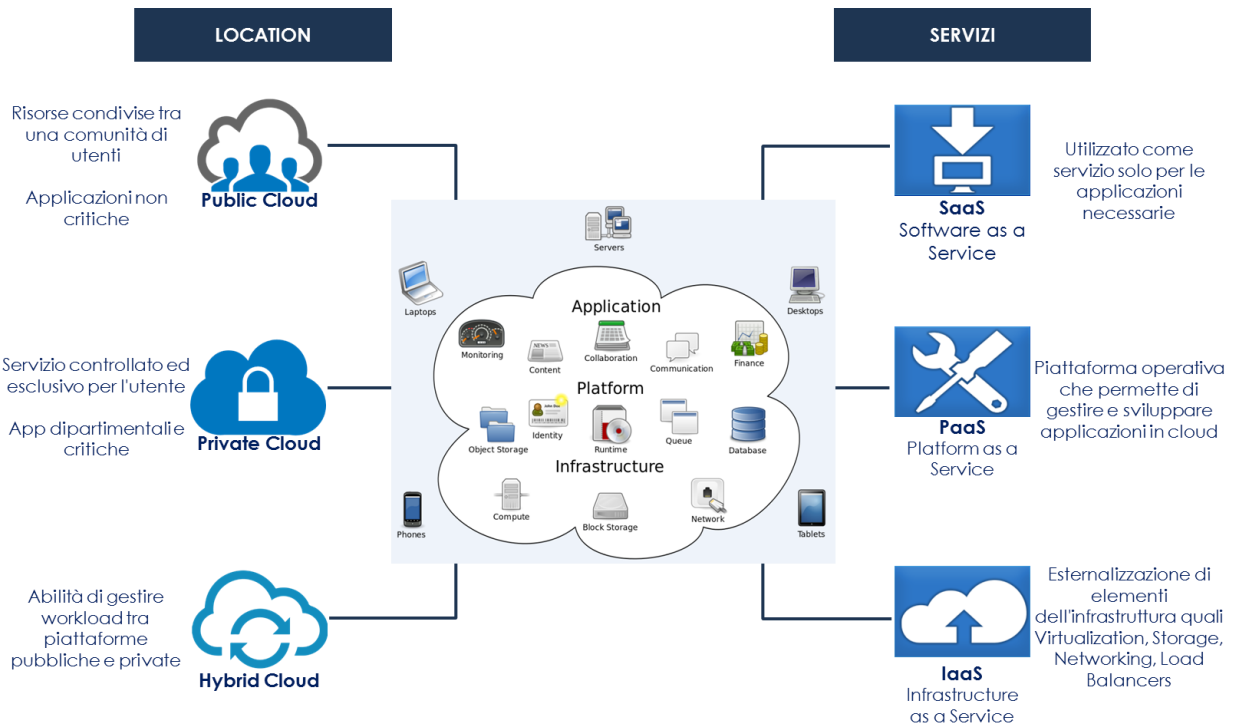 LOCATION
SERVIZI
Risorse condivise tra
una comunità di
utenti
Applicazioni non
critiche
Public Cloud
Servizio controllato ed
esclusivo per l'utente
App dipartimentali e
critiche
Private Cloud
Abilità di gestire
workload tra
piattaforme
pubbliche e private
Hybrid Cloud
Servers
Laptops
Desktops
Application
Monitoring
NEWS
Content
Collaboration
Communication
Finance
Platform
Object Storage
John Doe
Identity
Runtime
Queue
Database
Infrastructure
Compute
Block Storage
Network
Phones
Tablets
SaaS
Software as a
Service
Utilizzato come
servizio solo per le
applicazioni
necessarie
PaaS
Platform as a
Service
Piattaforma operativa
che permette di
gestire e sviluppare
applicazioni in cloud
IaaS
Infrastructure
as a Service
Esternalizzazione di
elementi
dell'infrastruttura quali
Virtualization, Storage,
Networking, Load
Balancers